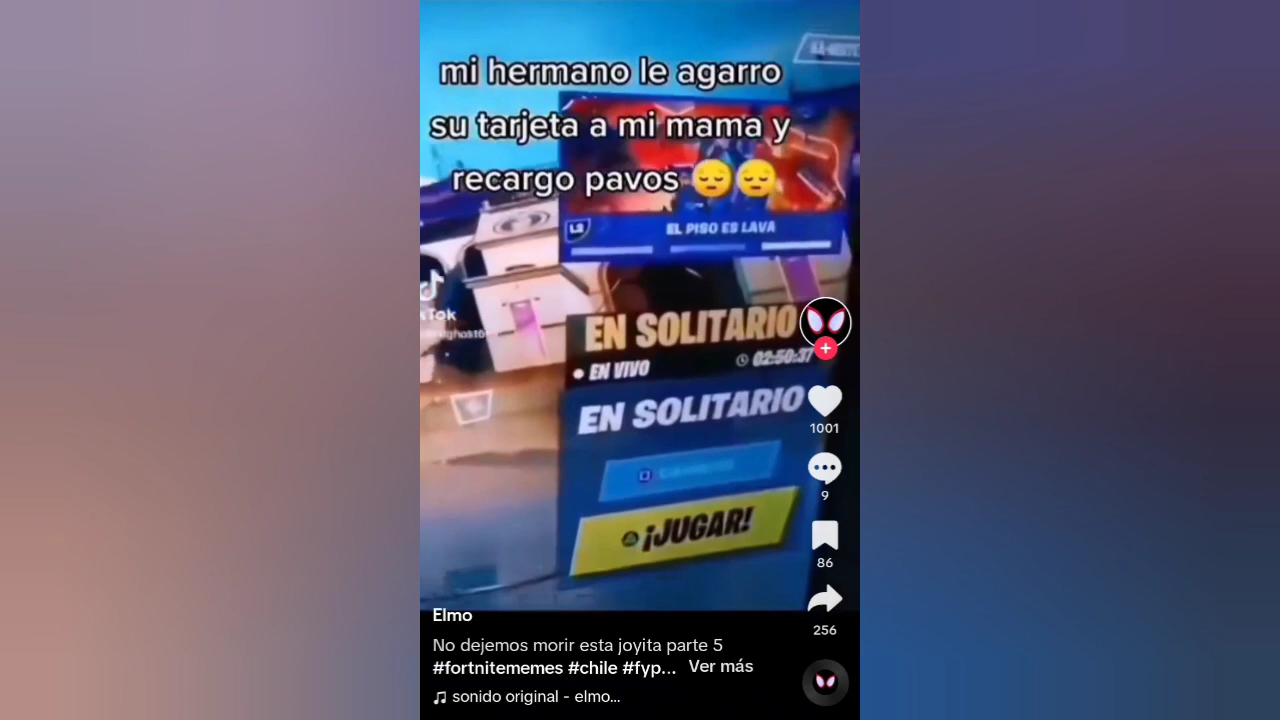 mi hermano le agarro
su tarjeta a mi mama y
recargo pavos 😔😔
LS
EL PISO ES LAVA
TikTok
EN SOLITARIO
EN VIVO
02:50:37
EN SOLITARIO
¡JUGAR!
1001
9
86
256
Elmo
No dejemos morir esta joyita parte 5
#fortnitememes #chile #fyp... Ver más
sonido original - elmo...